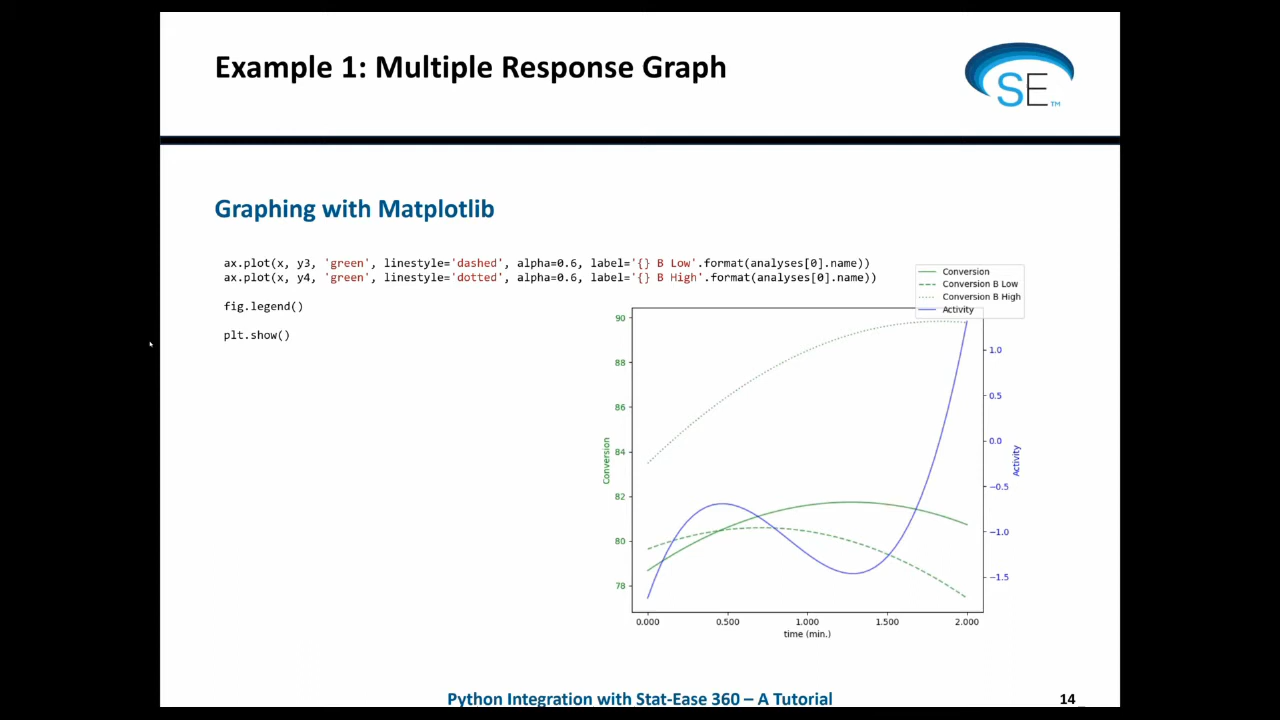 Example 1: Multiple Response Graph
SE™
Graphing with Matplotlib
ax.plot(x, y3, 'green', linestyle='dashed', alpha=0.6, label='{} B Low'.format(analyses[0].name))
ax.plot(x, y4, 'green', linestyle='dotted', alpha=0.6, label='{} B High'.format(analyses[0].name))
fig.legend()
plt.show()
Conversion
Conversion B Low
Conversion B High
Activity
90
88
86
84
82
80
78
Conversion
1.0
0.5
0.0
−0.5
−1.0
−1.5
Activity
0.000 0.500 1.000 1.500 2.000
time (min.)
Python Integration with Stat-Ease 360 – A Tutorial
14